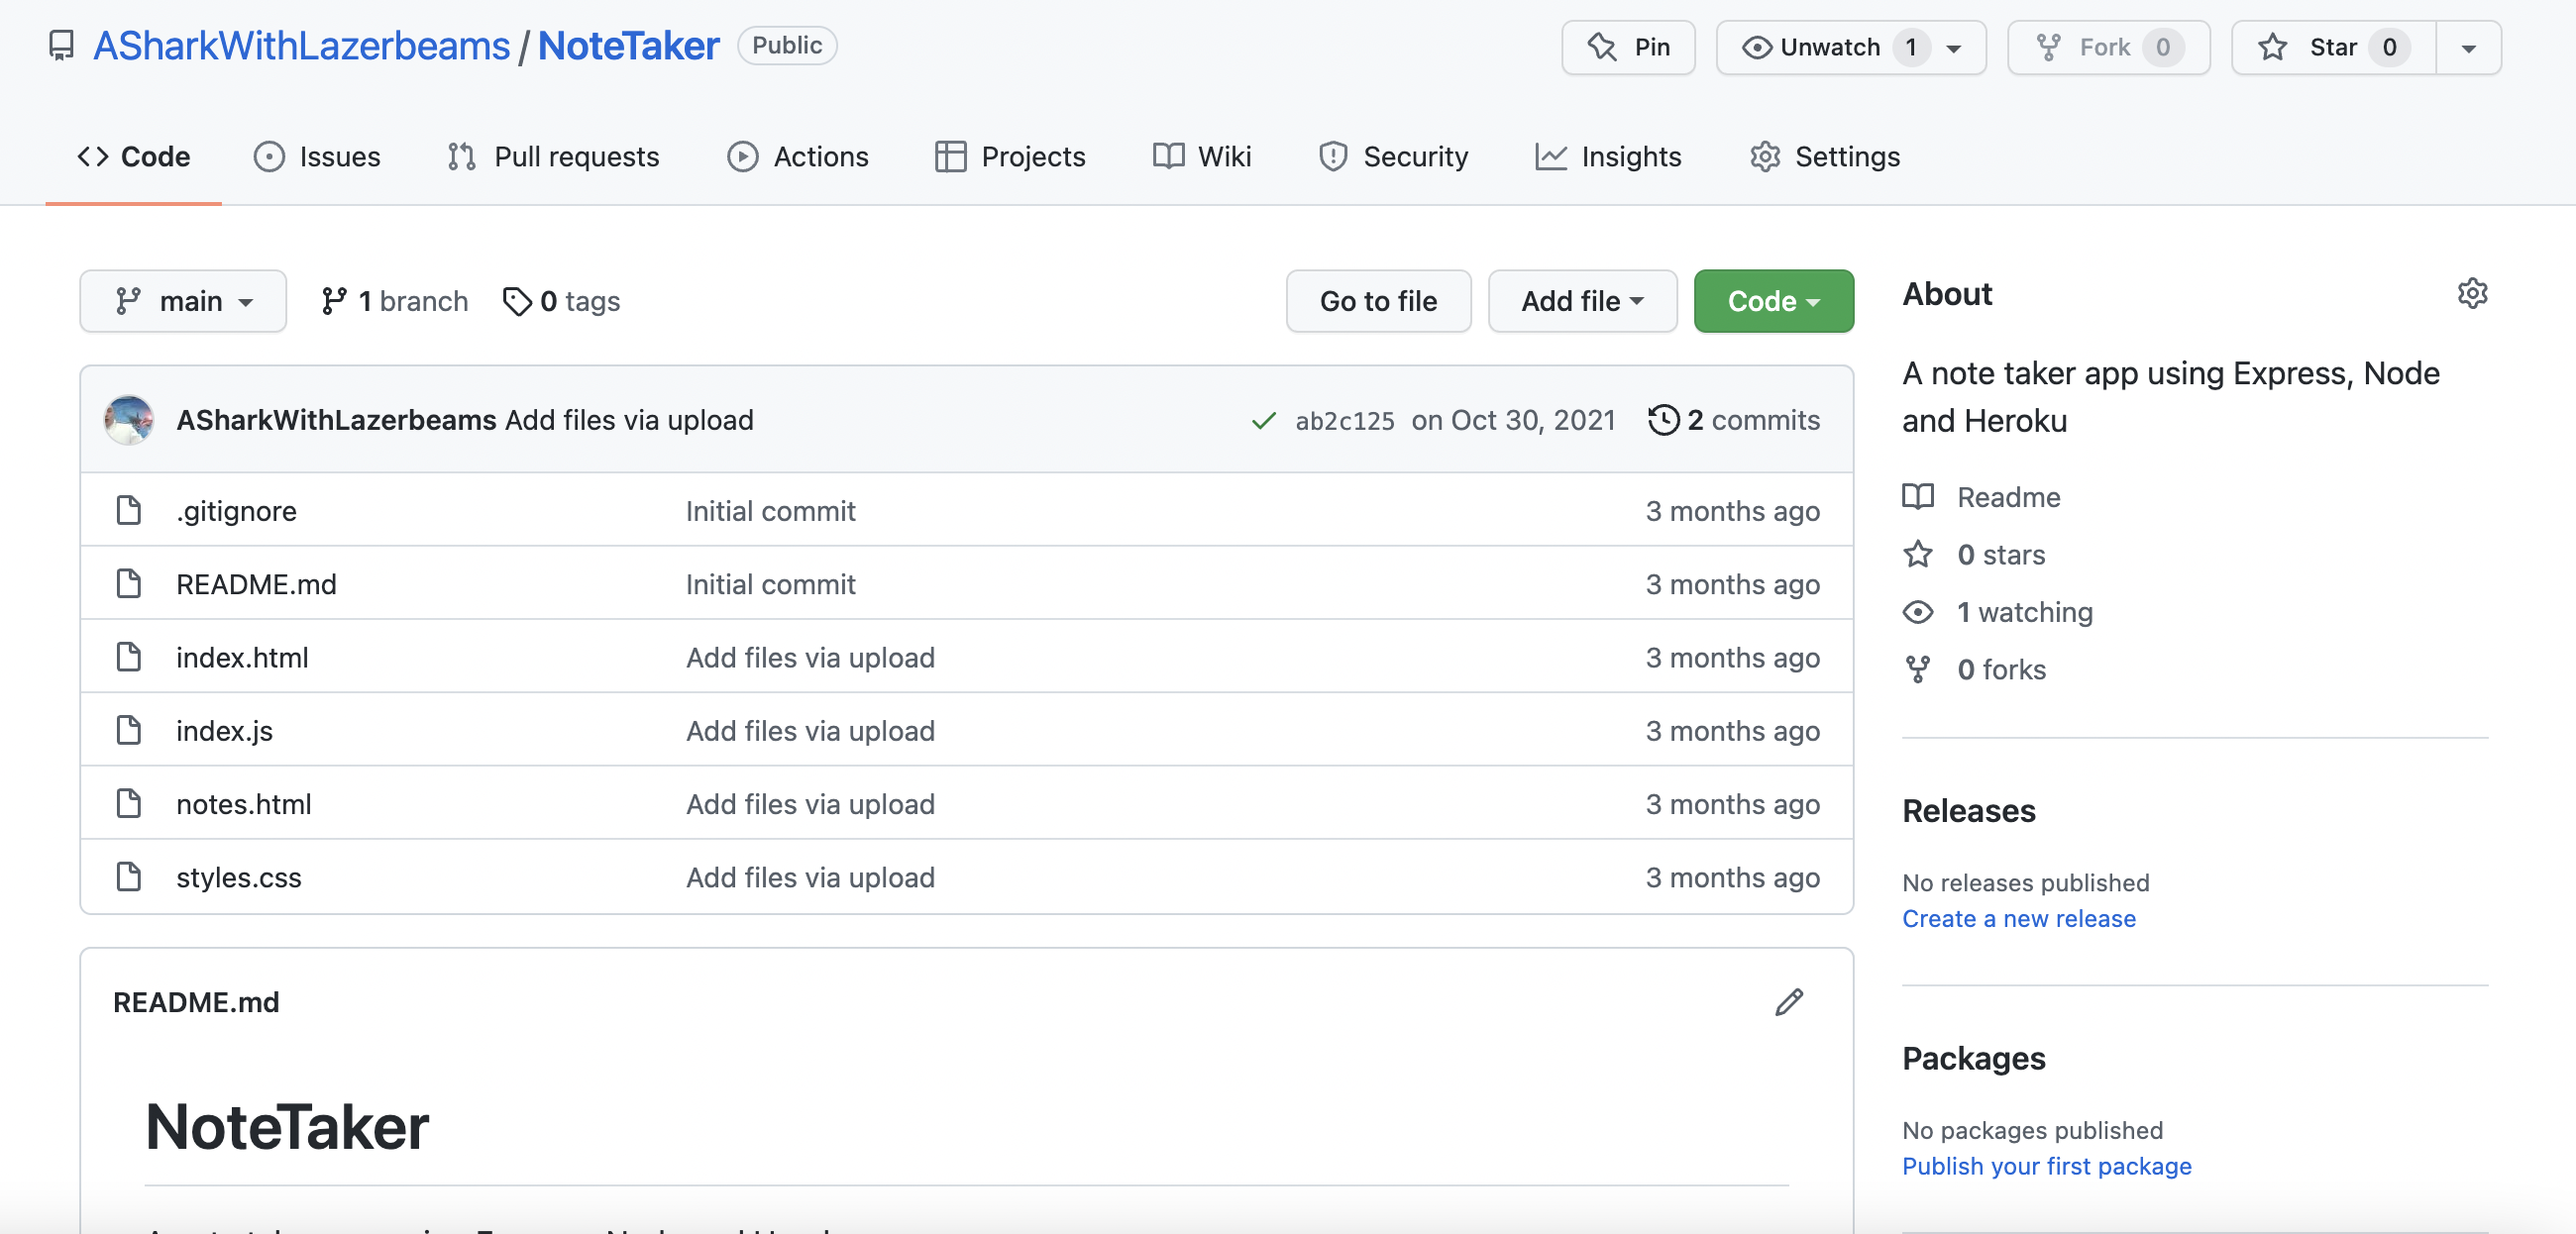 ASharkWithLazerbeams / NoteTaker Public Pin Unwatch 1 Fork 0 Star 0
Code Issues Pull requests Actions Projects Wiki Security Insights Settings
main 1 branch 0 tags Go to file Add file Code
ASharkWithLazerbeams Add files via upload ab2c125 on Oct 30, 2021 2 commits
.gitignore Initial commit 3 months ago
README.md Initial commit 3 months ago
index.html Add files via upload 3 months ago
index.js Add files via upload 3 months ago
notes.html Add files via upload 3 months ago
styles.css Add files via upload 3 months ago
README.md
NoteTaker
About
A note taker app using Express, Node
and Heroku
Readme
0 stars
1 watching
0 forks
Releases
No releases published
Create a new release
Packages
No packages published
Publish your first package